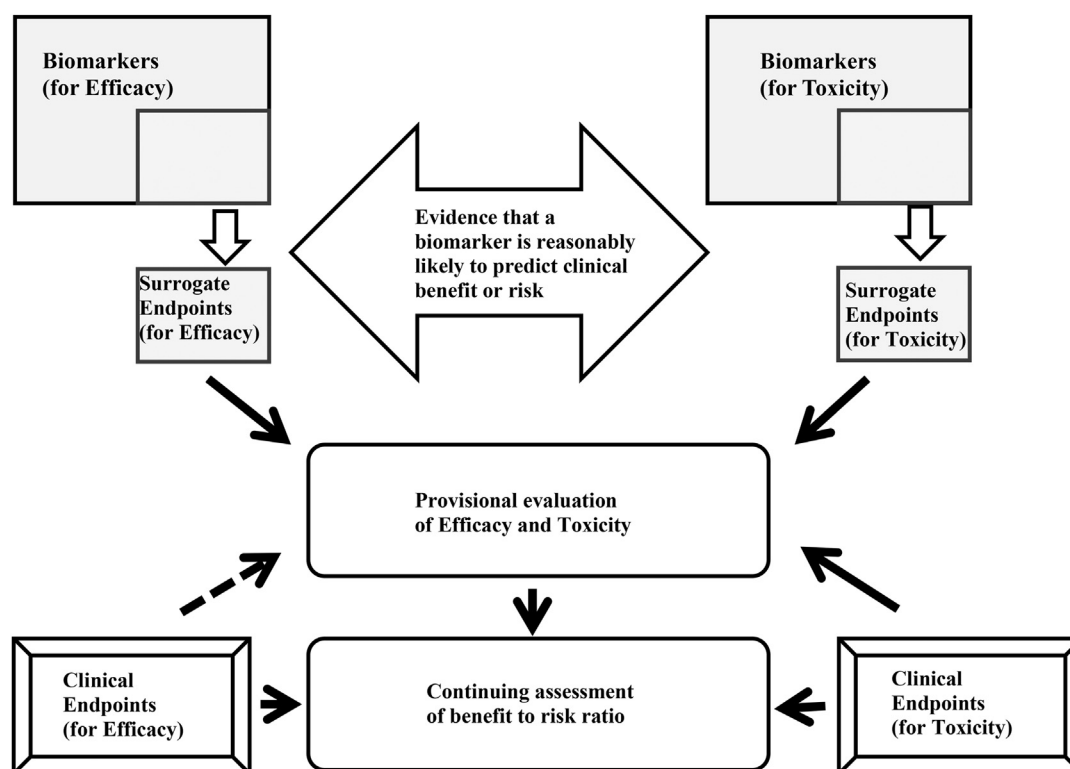 Biomarkers
(for Efficacy)
Biomarkers
(for Toxicity)
Evidence that a
biomarker is reasonably
likely to predict clinical
benefit or risk
Surrogate
Endpoints
(for Efficacy)
Surrogate
Endpoints
(for Toxicity)
Provisional evaluation
of Efficacy and Toxicity
Clinical
Endpoints
(for Efficacy)
Continuing assessment
of benefit to risk ratio
Clinical
Endpoints
(for Toxicity)